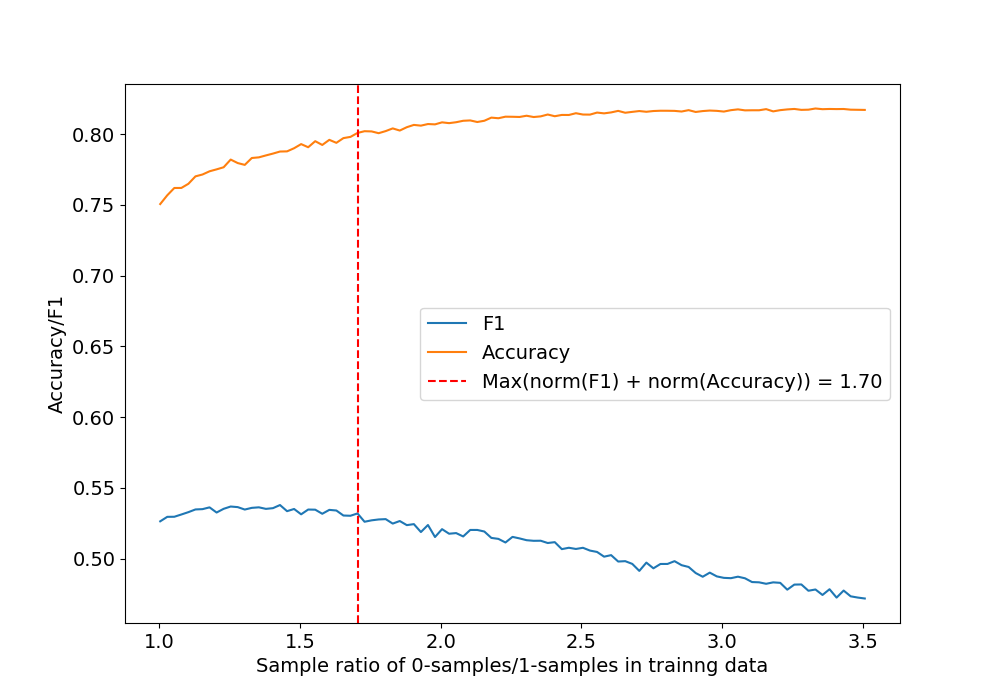 0.80
0.75
0.70
0.65
0.60
0.55
0.50
Accuracy/F1
F1
Accuracy
Max(norm(F1) + norm(Accuracy)) = 1.70
1.0 1.5 2.0 2.5 3.0 3.5
Sample ratio of 0-samples/1-samples in trainng data